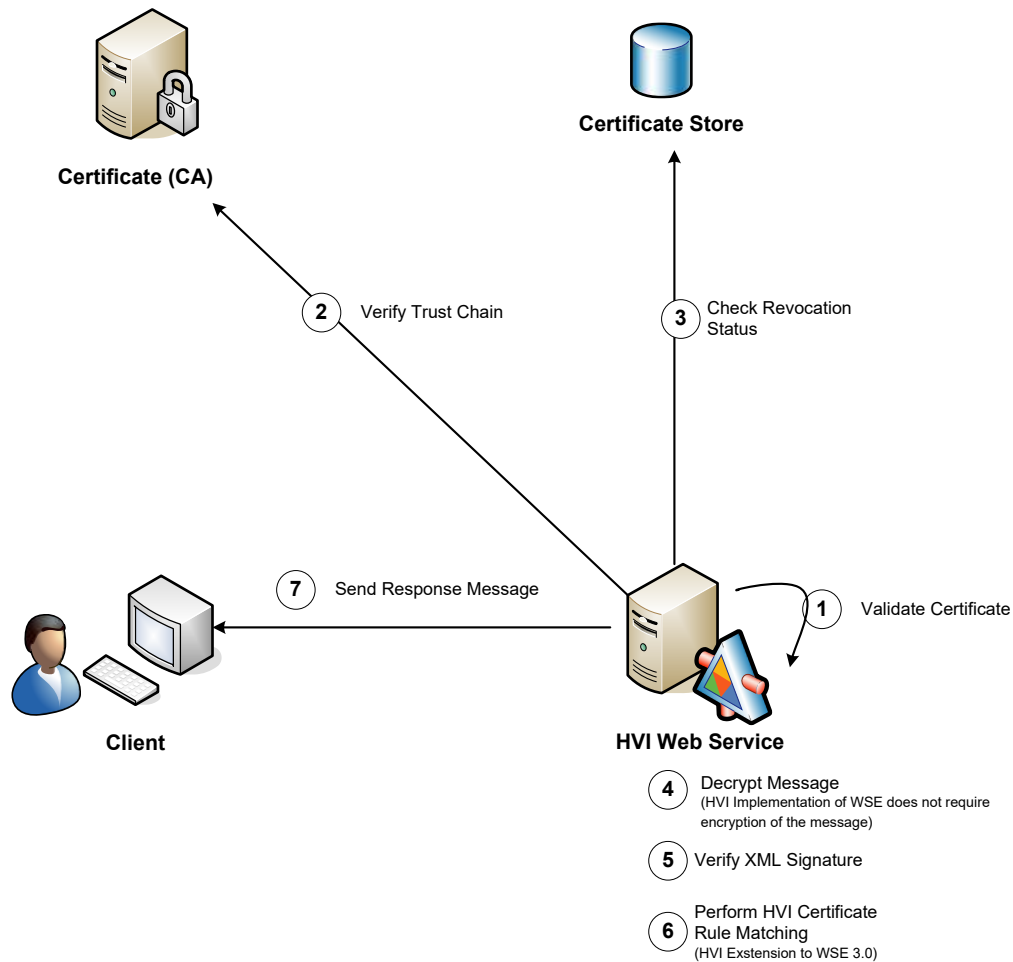 Certificate (CA)
Certificate Store
2
Verify Trust Chain
3
Check Revocation
Status
7
Send Response Message
1
Validate Certificate
Client
HVI Web Service
4
Decrypt Message
(HVI Implementation of WSE does not require
encryption of the message)
5
Verify XML Signature
6
Perform HVI Certificate
Rule Matching
(HVI Exstension to WSE 3.0)